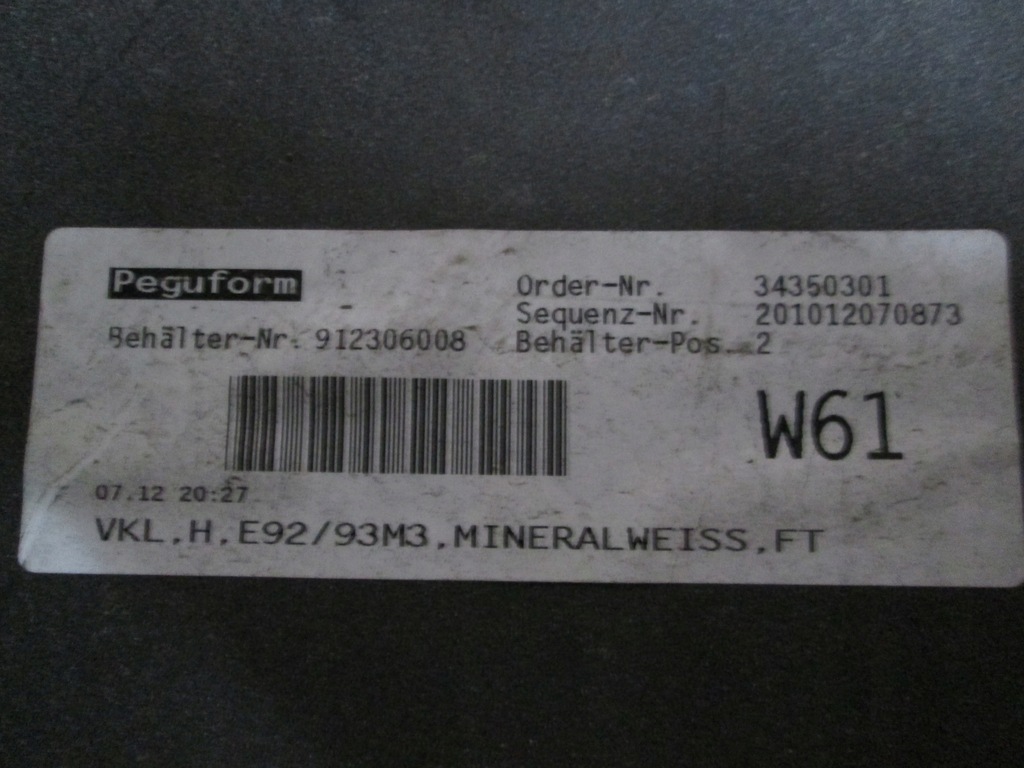 Peguform
Order-Nr. 34350301
Sequenz-Nr. 201012070873
Behälter-Nr. 912306008 Behälter-Pos. 2
W61
07.12 20:27
VKL,H,E92/93M3,MINERALWEISS,FT